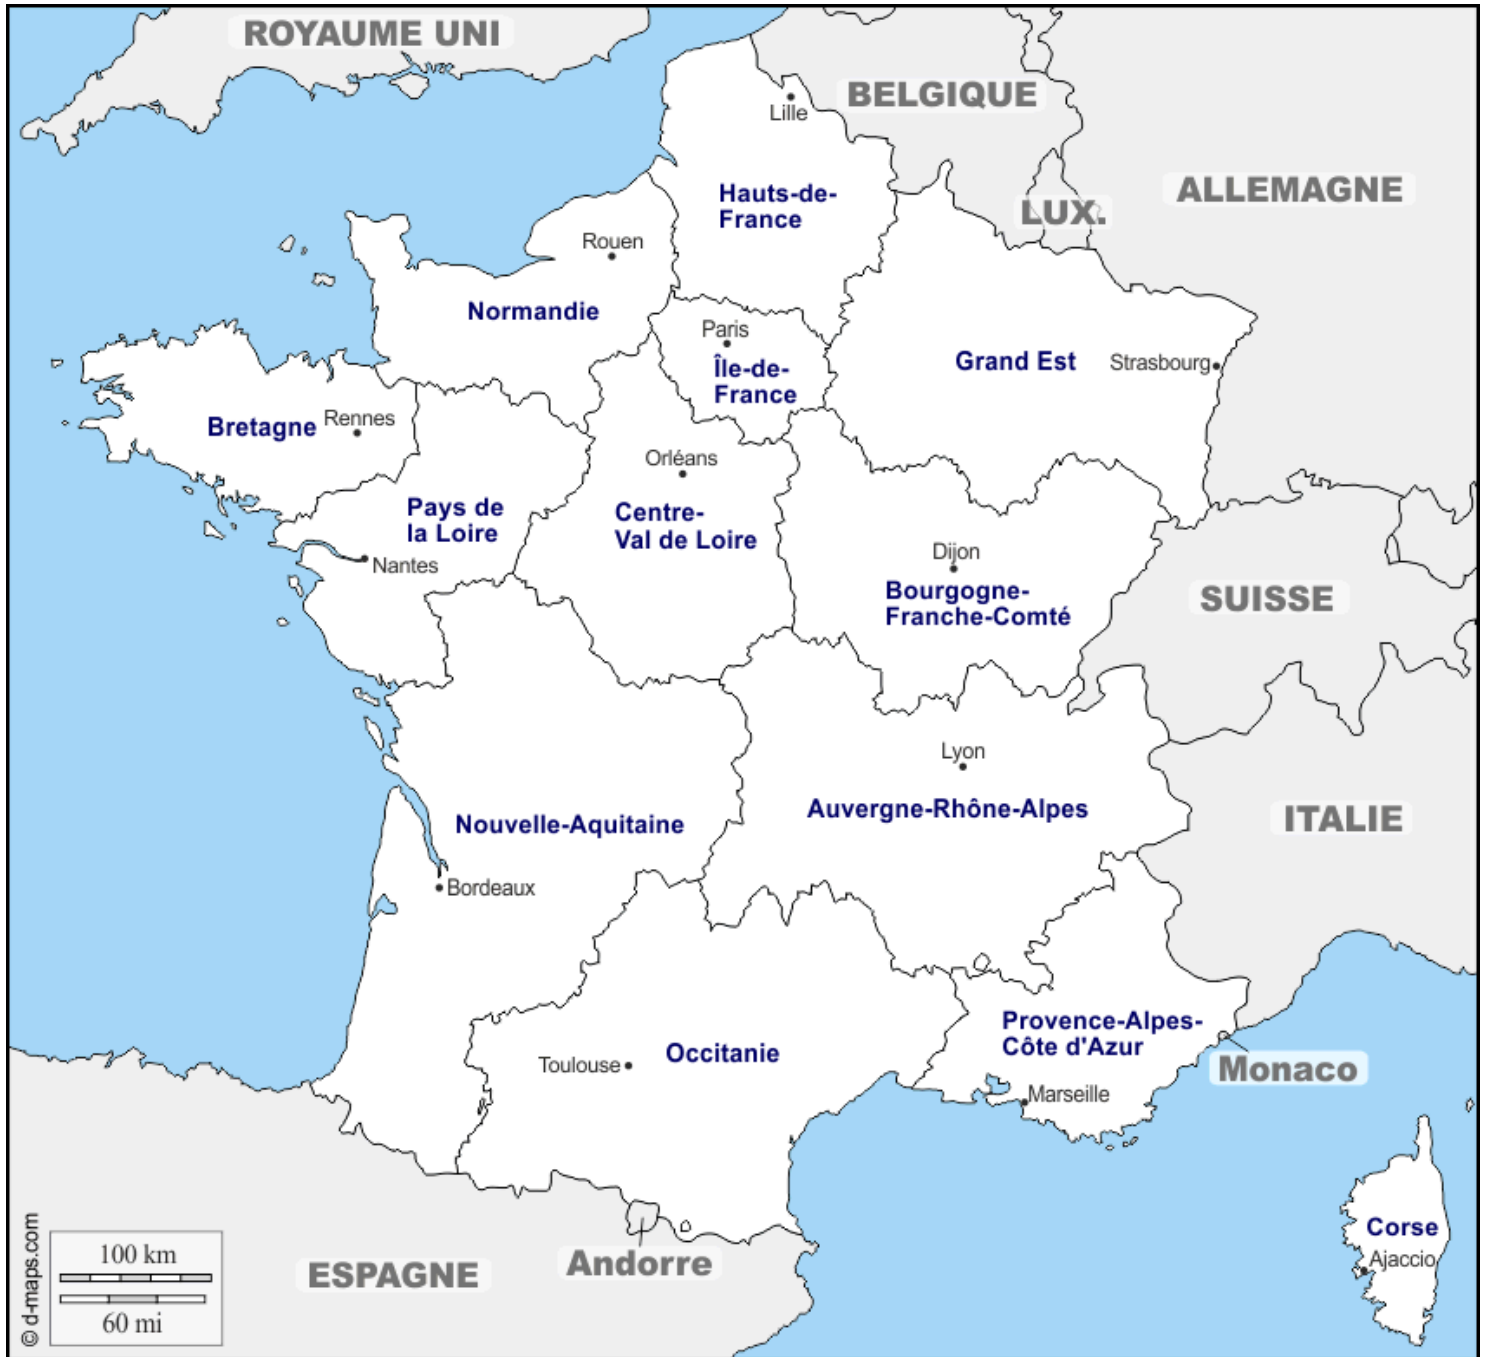 ROYAUME UNI
BELGIQUE
Lille
ALLEMAGNE
Hauts-de-
France
LUX.
Rouen
Normandie
Paris
Île-de-
France
Grand Est
Strasbourg
Bretagne
Rennes
Orléans
Pays de
la Loire
Centre-
Val de Loire
Nantes
Dijon
Bourgogne-
Franche-Comté
SUISSE
Lyon
Auvergne-Rhône-Alpes
ITALIE
Nouvelle-Aquitaine
Bordeaux
Provence-Alpes-
Côte d'Azur
Toulouse
Occitanie
Monaco
Marseille
Corse
Ajaccio
Andorre
ESPAGNE
100 km
60 mi
© d-maps.com